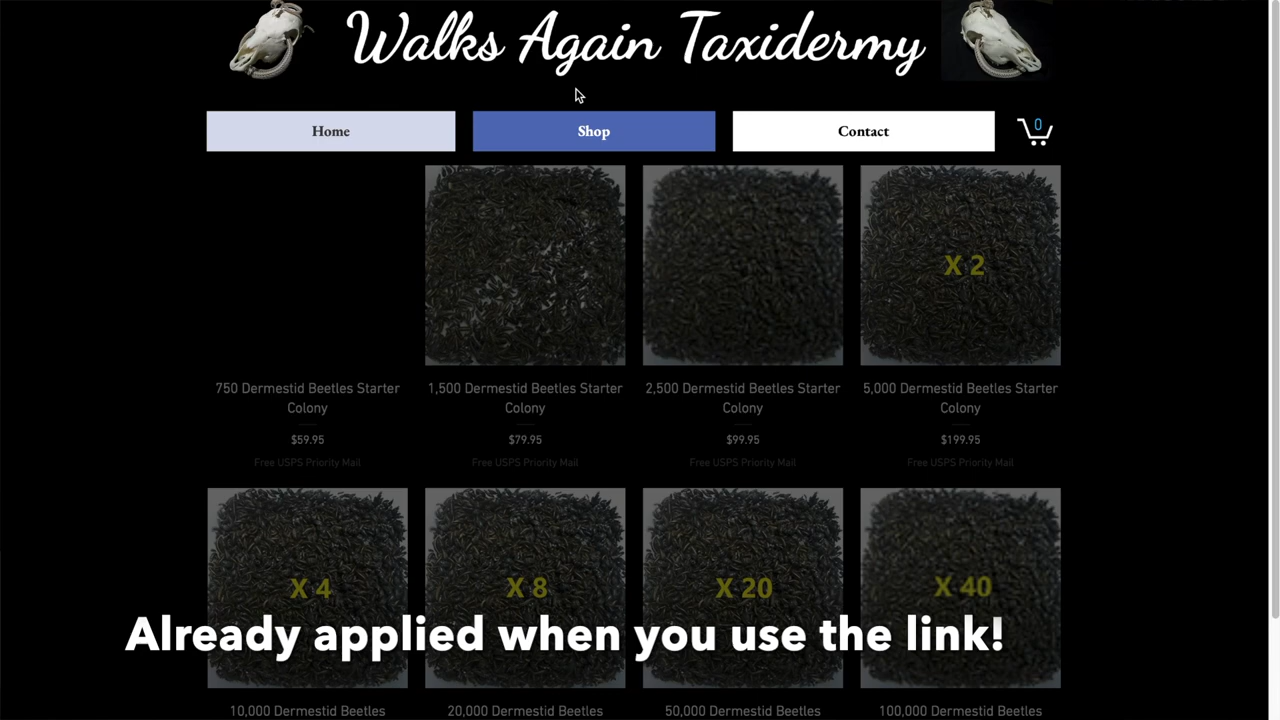 Walks Again Taxidermy
Home
Shop
Contact
0
750 Dermestid Beetles Starter
Colony
$59.95
Free USPS Priority Mail
1,500 Dermestid Beetles Starter
Colony
$79.95
Free USPS Priority Mail
2,500 Dermestid Beetles Starter
Colony
$99.95
Free USPS Priority Mail
X 2
5,000 Dermestid Beetles Starter
Colony
$199.95
Free USPS Priority Mail
X 4
X 8
X 20
X 40
Already applied when you use the link!
10,000 Dermestid Beetles
20,000 Dermestid Beetles
50,000 Dermestid Beetles
100,000 Dermestid Beetles